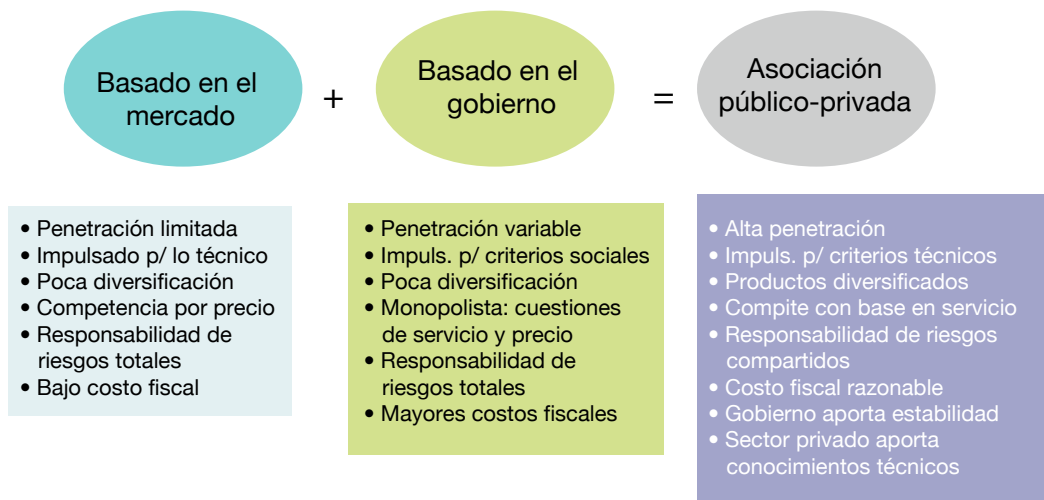 Basado en el
mercado
+
Basado en el
gobierno
=
Asociación
público-privada
• Penetración limitada
• Impulsado p/ lo técnico
• Poca diversificación
• Competencia por precio
• Responsabilidad de
riesgos totales
• Bajo costo fiscal
• Penetración variable
• Impuls. p/ criterios sociales
• Poca diversificación
• Monopolista: cuestiones
de servicio y precio
• Responsabilidad de
riesgos totales
• Mayores costos fiscales
• Alta penetración
• Impuls. p/ criterios técnicos
• Productos diversificados
• Compite con base en servicio
• Responsabilidad de riesgos
compartidos
• Costo fiscal razonable
• Gobierno aporta estabilidad
• Sector privado aporta
conocimientos técnicos